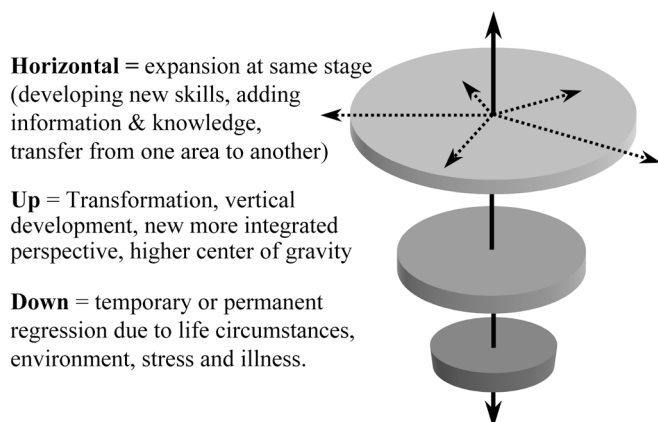 Horizontal = expansion at same stage
(developing new skills, adding
information & knowledge,
transfer from one area to another)
Up = Transformation, vertical
development, new more integrated
perspective, higher center of gravity
Down = temporary or permanent
regression due to life circumstances,
environment, stress and illness.